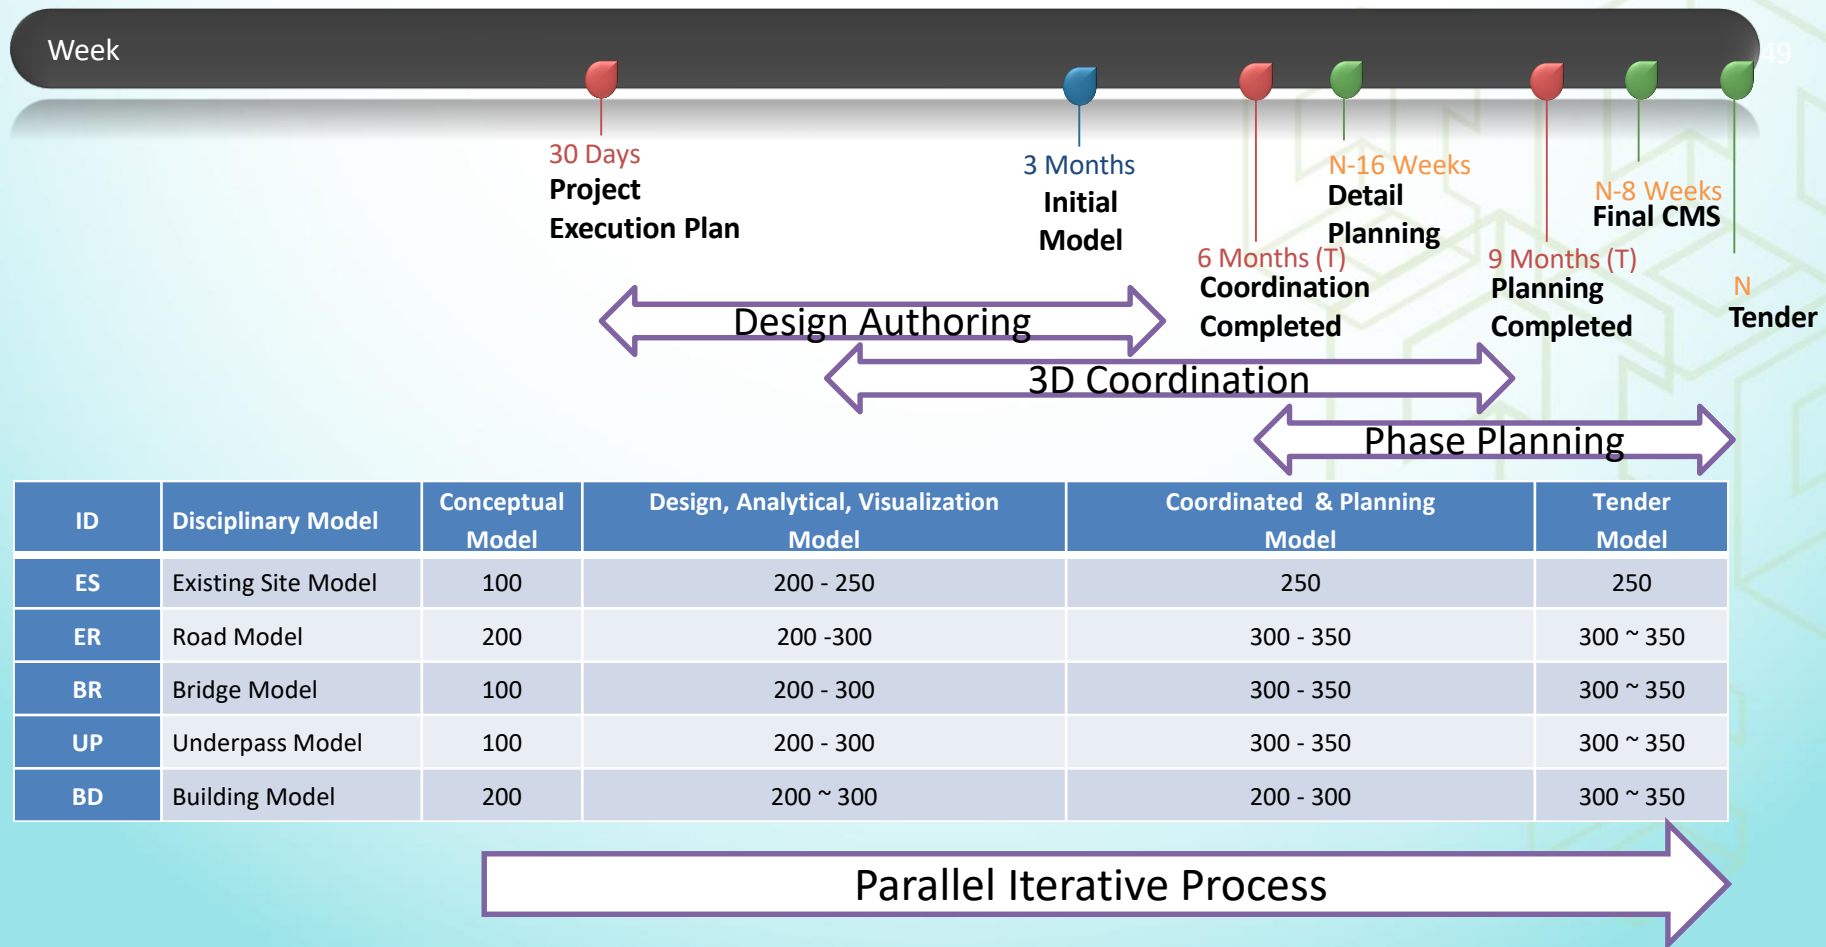 Week
49
30 Days
Project
Execution Plan
3 Months
Initial
Model
6 Months (T)
Coordination
Completed
N-16 Weeks
Detail
Planning
9 Months (T)
Planning
Completed
N-8 Weeks
Final CMS
N
Tender
Design Authoring
3D Coordination
Phase Planning
ID Disciplinary Model Conceptual Model Design, Analytical, Visualization Model Coordinated & Planning Model Tender Model
ES Existing Site Model 100 200 - 250 250 250
ER Road Model 200 200 -300 300 - 350 300 ~ 350
BR Bridge Model 100 200 - 300 300 - 350 300 ~ 350
UP Underpass Model 100 200 - 300 300 - 350 300 ~ 350
BD Building Model 200 200 ~ 300 200 - 300 300 ~ 350
Parallel Iterative Process